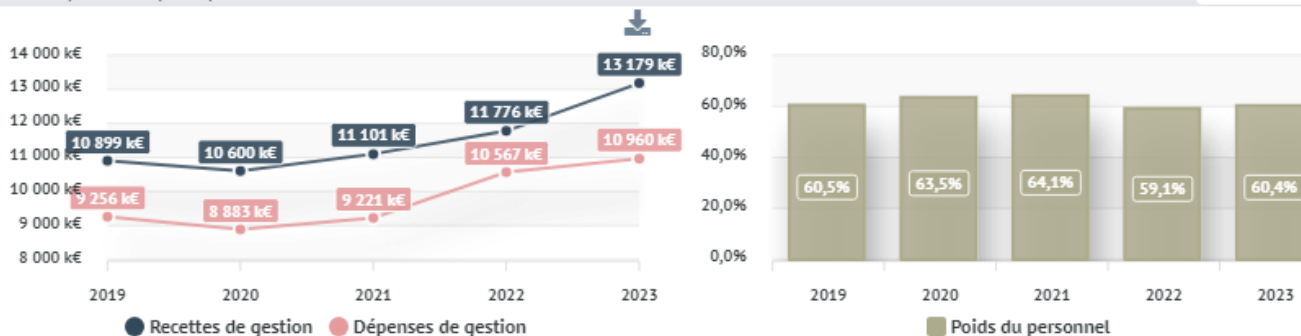 14 000 k€
13 000 k€
12 000 k€
11 000 k€
10 000 k€
9 000 k€
8 000 k€
10 899 k€
10 600 k€
11 101 k€
11 776 k€
13 179 k€
9 256 k€
8 883 k€
9 221 k€
10 567 k€
10 960 k€
2019 2020 2021 2022 2023
Recettes de gestion Dépenses de gestion
80,0%
60,0%
40,0%
20,0%
0,0%
60,5% 63,5% 64,1% 59,1% 60,4%
2019 2020 2021 2022 2023
Poids du personnel